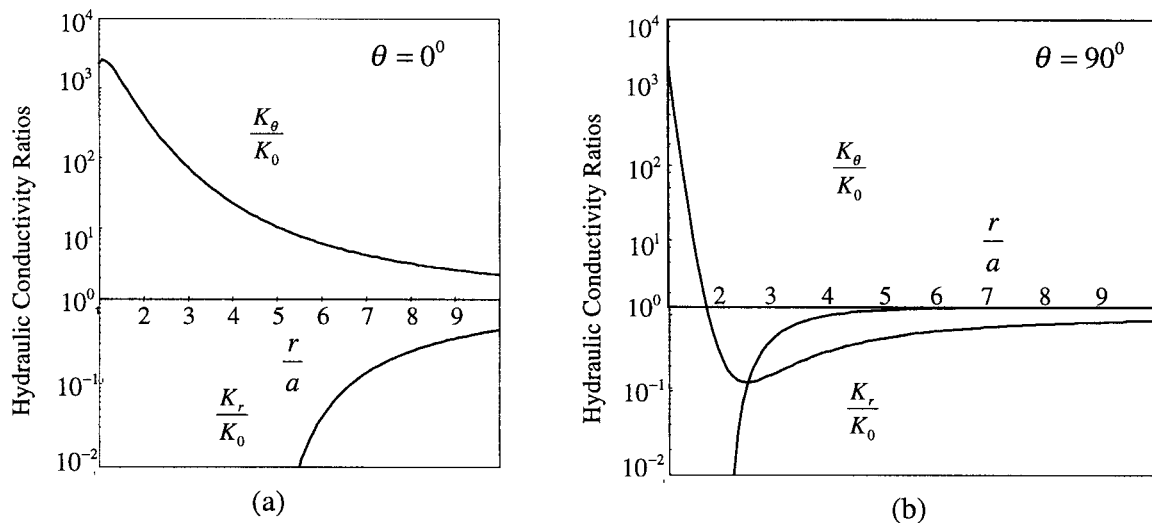 Hydraulic Conductivity Ratios
10^4
10^3
10^2
10^1
10^0
10^-1
10^-2
θ = 0^0
K_θ
K_0
2 3 4 5 6 7 8 9
r
a
K_r
K_0
(a)
Hydraulic Conductivity Ratios
10^4
10^3
10^2
10^1
10^0
10^-1
10^-2
θ = 90^0
K_θ
K_0
r
a
2 3 4 5 6 7 8 9
K_r
K_0
(b)